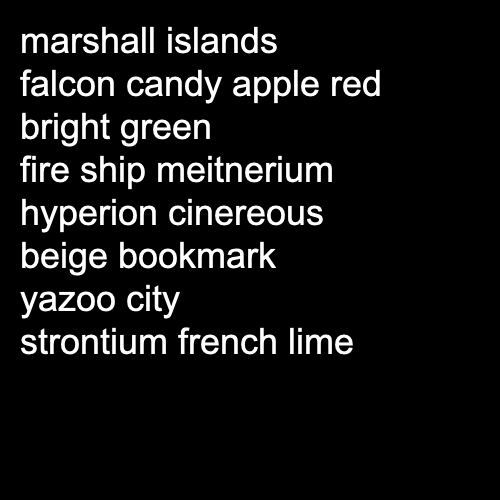 marshall islands
falcon candy apple red
bright green
fire ship meitnerium
hyperion cinereous
beige bookmark
yazoo city
strontium french lime